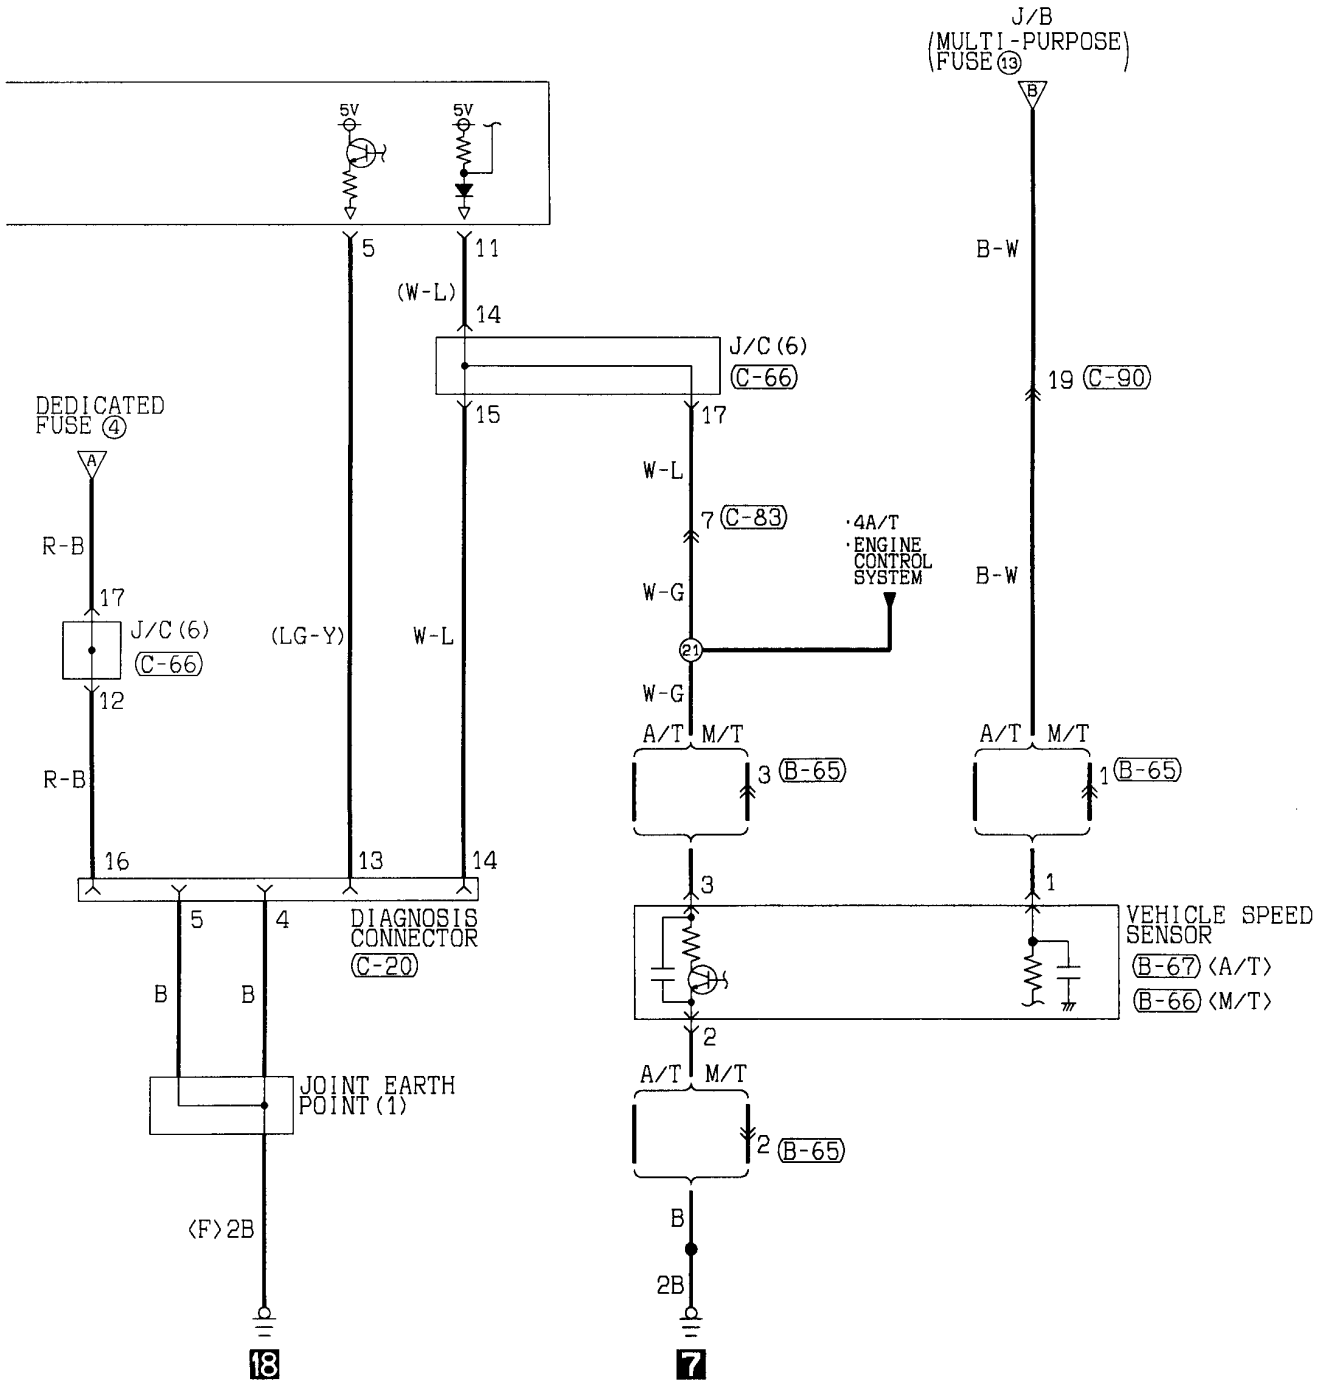 J/B
(MULTI-PURPOSE)
(FUSE 13)
B
5V
5V
5
11
B-W
(W-L)
14
J/C(6)
(C-66)
19 (C-90)
DEDICATED
FUSE 4
15
17
A
W-L
7 (C-83)
·4A/T
·ENGINE
CONTROL
SYSTEM
R-B
B-W
17
W-G
J/C(6)
(C-66)
(LG-Y)
W-L
21
12
W-G
A/T M/T
A/T M/T
R-B
3 (B-65)
1 (B-65)
16
13
14
3
1
5
4
DIAGNOSIS
CONNECTOR
(C-20)
VEHICLE SPEED
SENSOR
(B-67) <A/T>
(B-66) <M/T>
B
B
2
A/T M/T
JOINT EARTH
POINT(1)
2 (B-65)
<F>2B
B
2B
18
7